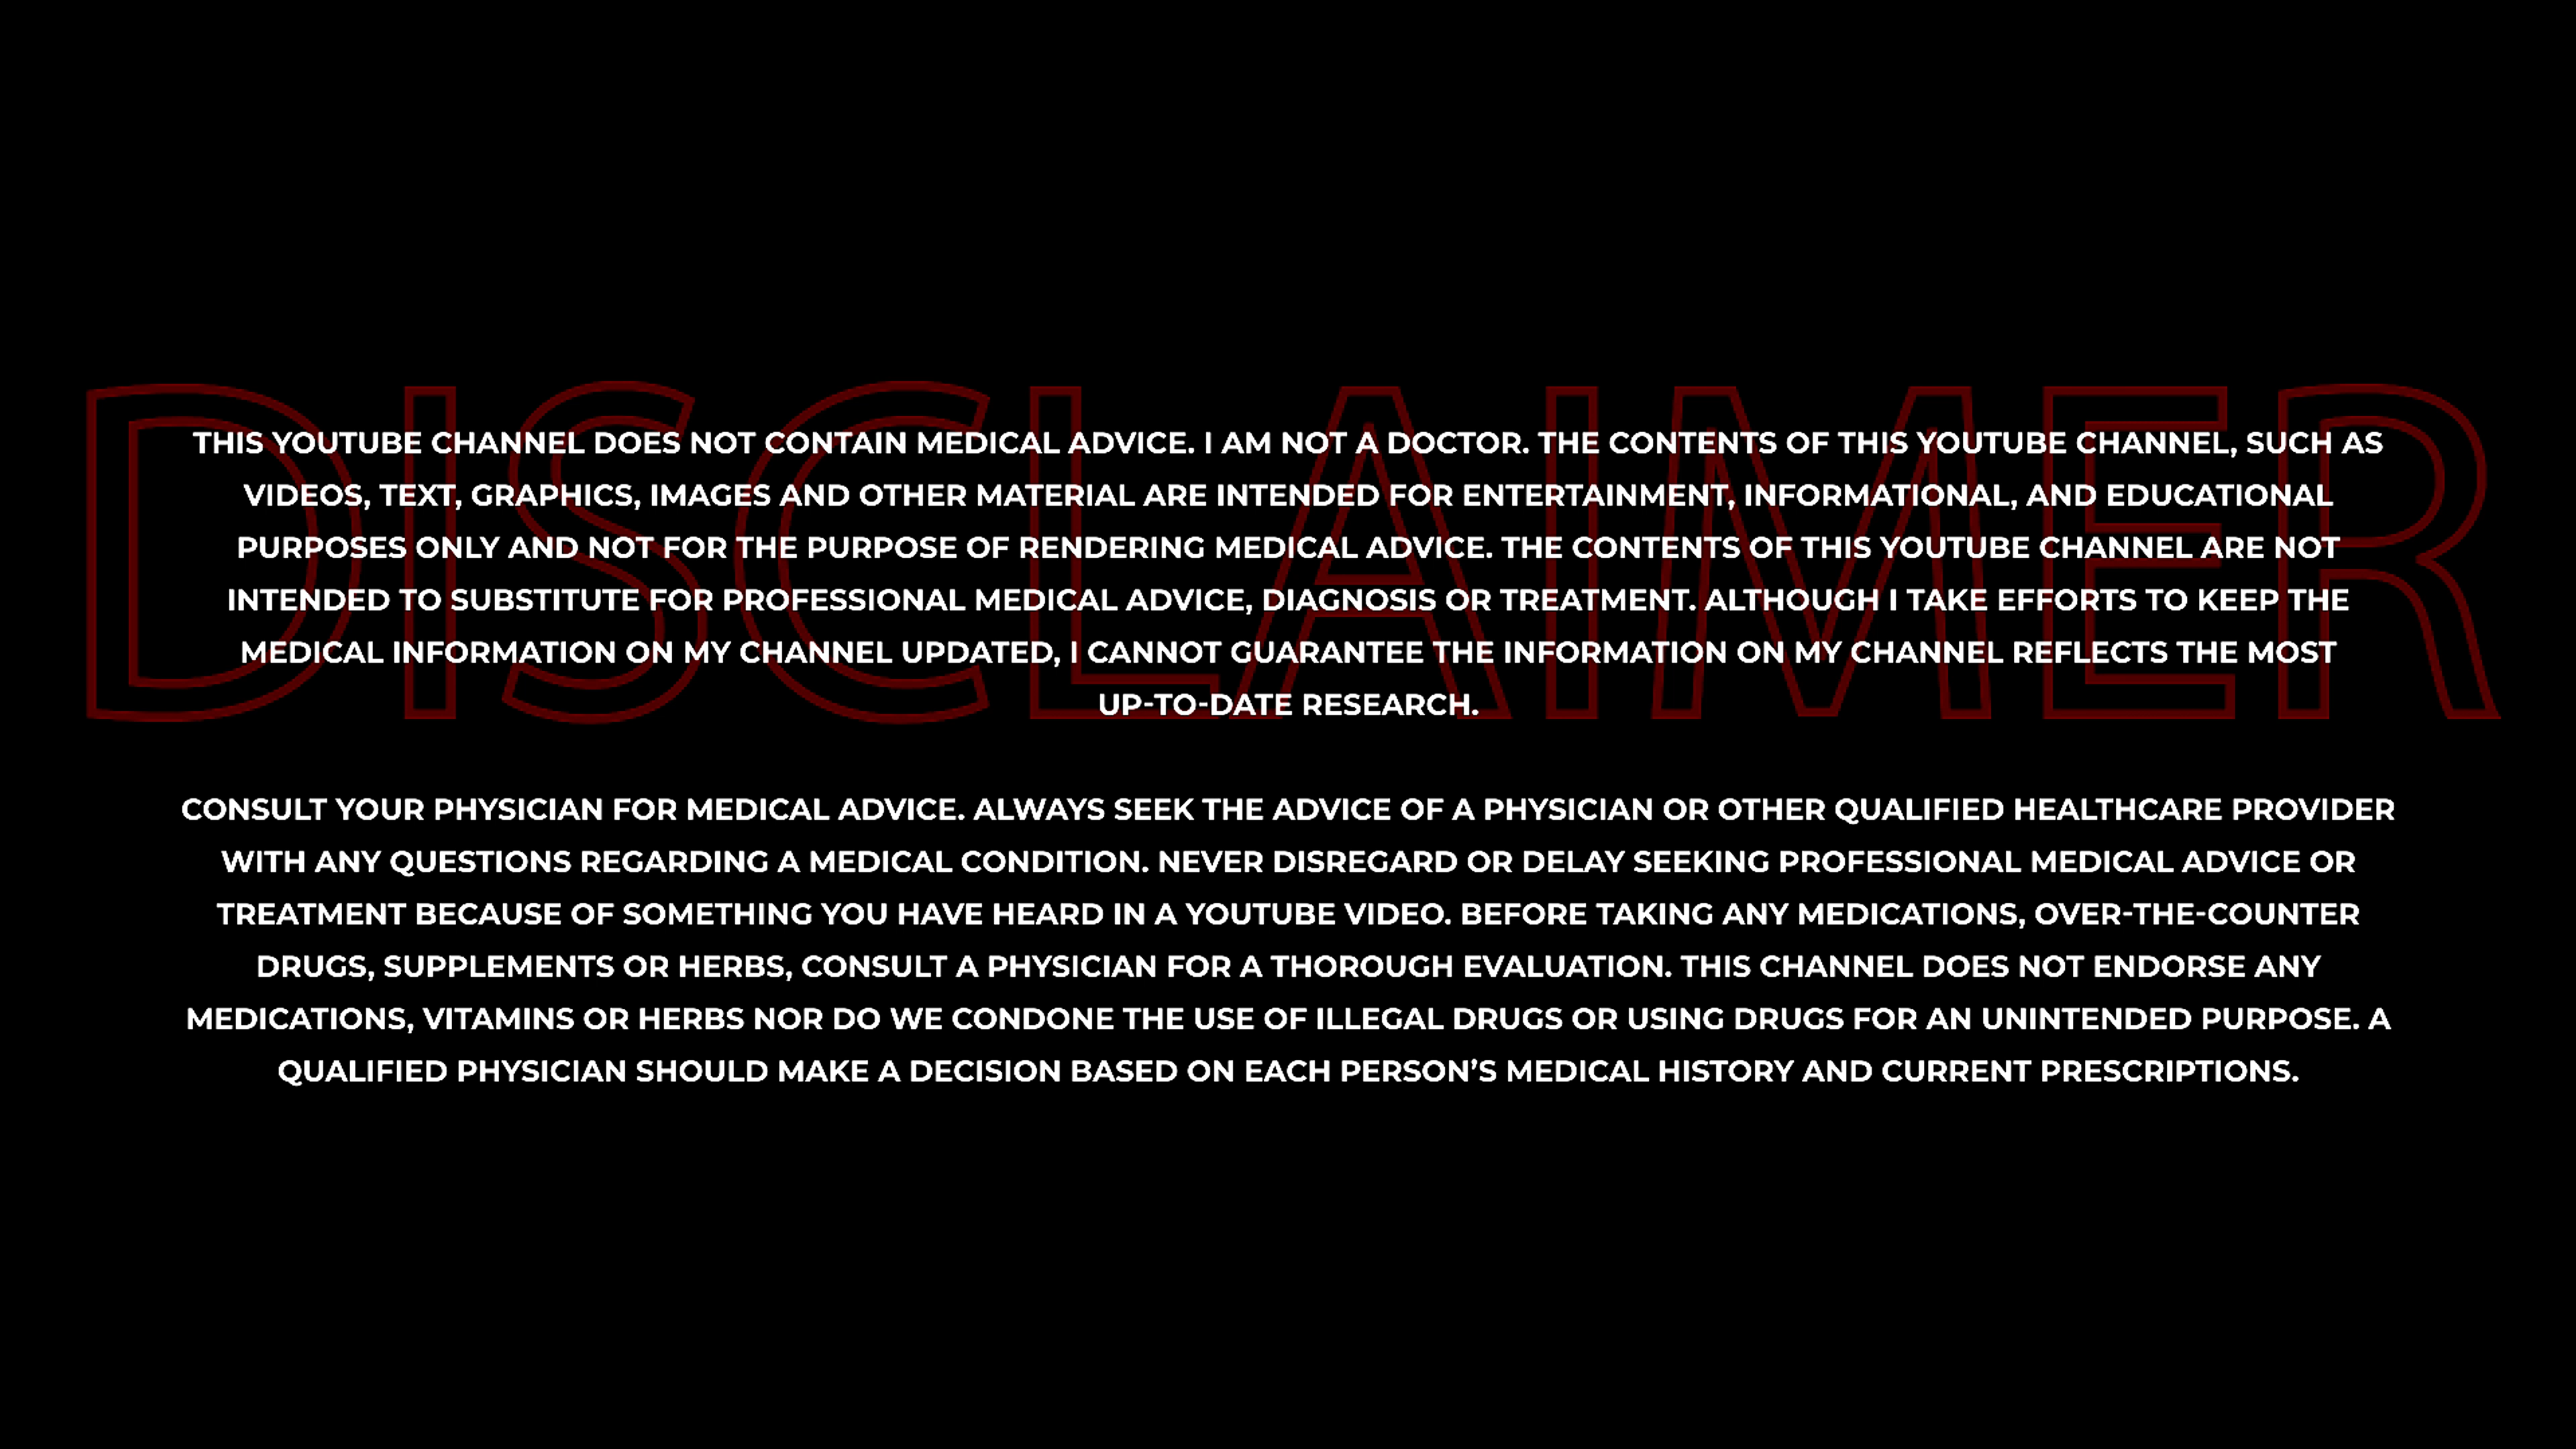 DISCLAIMER
THIS YOUTUBE CHANNEL DOES NOT CONTAIN MEDICAL ADVICE. I AM NOT A DOCTOR. THE CONTENTS OF THIS YOUTUBE CHANNEL, SUCH AS
VIDEOS, TEXT, GRAPHICS, IMAGES AND OTHER MATERIAL ARE INTENDED FOR ENTERTAINMENT, INFORMATIONAL, AND EDUCATIONAL
PURPOSES ONLY AND NOT FOR THE PURPOSE OF RENDERING MEDICAL ADVICE. THE CONTENTS OF THIS YOUTUBE CHANNEL ARE NOT
INTENDED TO SUBSTITUTE FOR PROFESSIONAL MEDICAL ADVICE, DIAGNOSIS OR TREATMENT. ALTHOUGH I TAKE EFFORTS TO KEEP THE
MEDICAL INFORMATION ON MY CHANNEL UPDATED, I CANNOT GUARANTEE THE INFORMATION ON MY CHANNEL REFLECTS THE MOST
UP-TO-DATE RESEARCH.
CONSULT YOUR PHYSICIAN FOR MEDICAL ADVICE. ALWAYS SEEK THE ADVICE OF A PHYSICIAN OR OTHER QUALIFIED HEALTHCARE PROVIDER
WITH ANY QUESTIONS REGARDING A MEDICAL CONDITION. NEVER DISREGARD OR DELAY SEEKING PROFESSIONAL MEDICAL ADVICE OR
TREATMENT BECAUSE OF SOMETHING YOU HAVE HEARD IN A YOUTUBE VIDEO. BEFORE TAKING ANY MEDICATIONS, OVER-THE-COUNTER
DRUGS, SUPPLEMENTS OR HERBS, CONSULT A PHYSICIAN FOR A THOROUGH EVALUATION. THIS CHANNEL DOES NOT ENDORSE ANY
MEDICATIONS, VITAMINS OR HERBS NOR DO WE CONDONE THE USE OF ILLEGAL DRUGS OR USING DRUGS FOR AN UNINTENDED PURPOSE. A
QUALIFIED PHYSICIAN SHOULD MAKE A DECISION BASED ON EACH PERSON’S MEDICAL HISTORY AND CURRENT PRESCRIPTIONS.